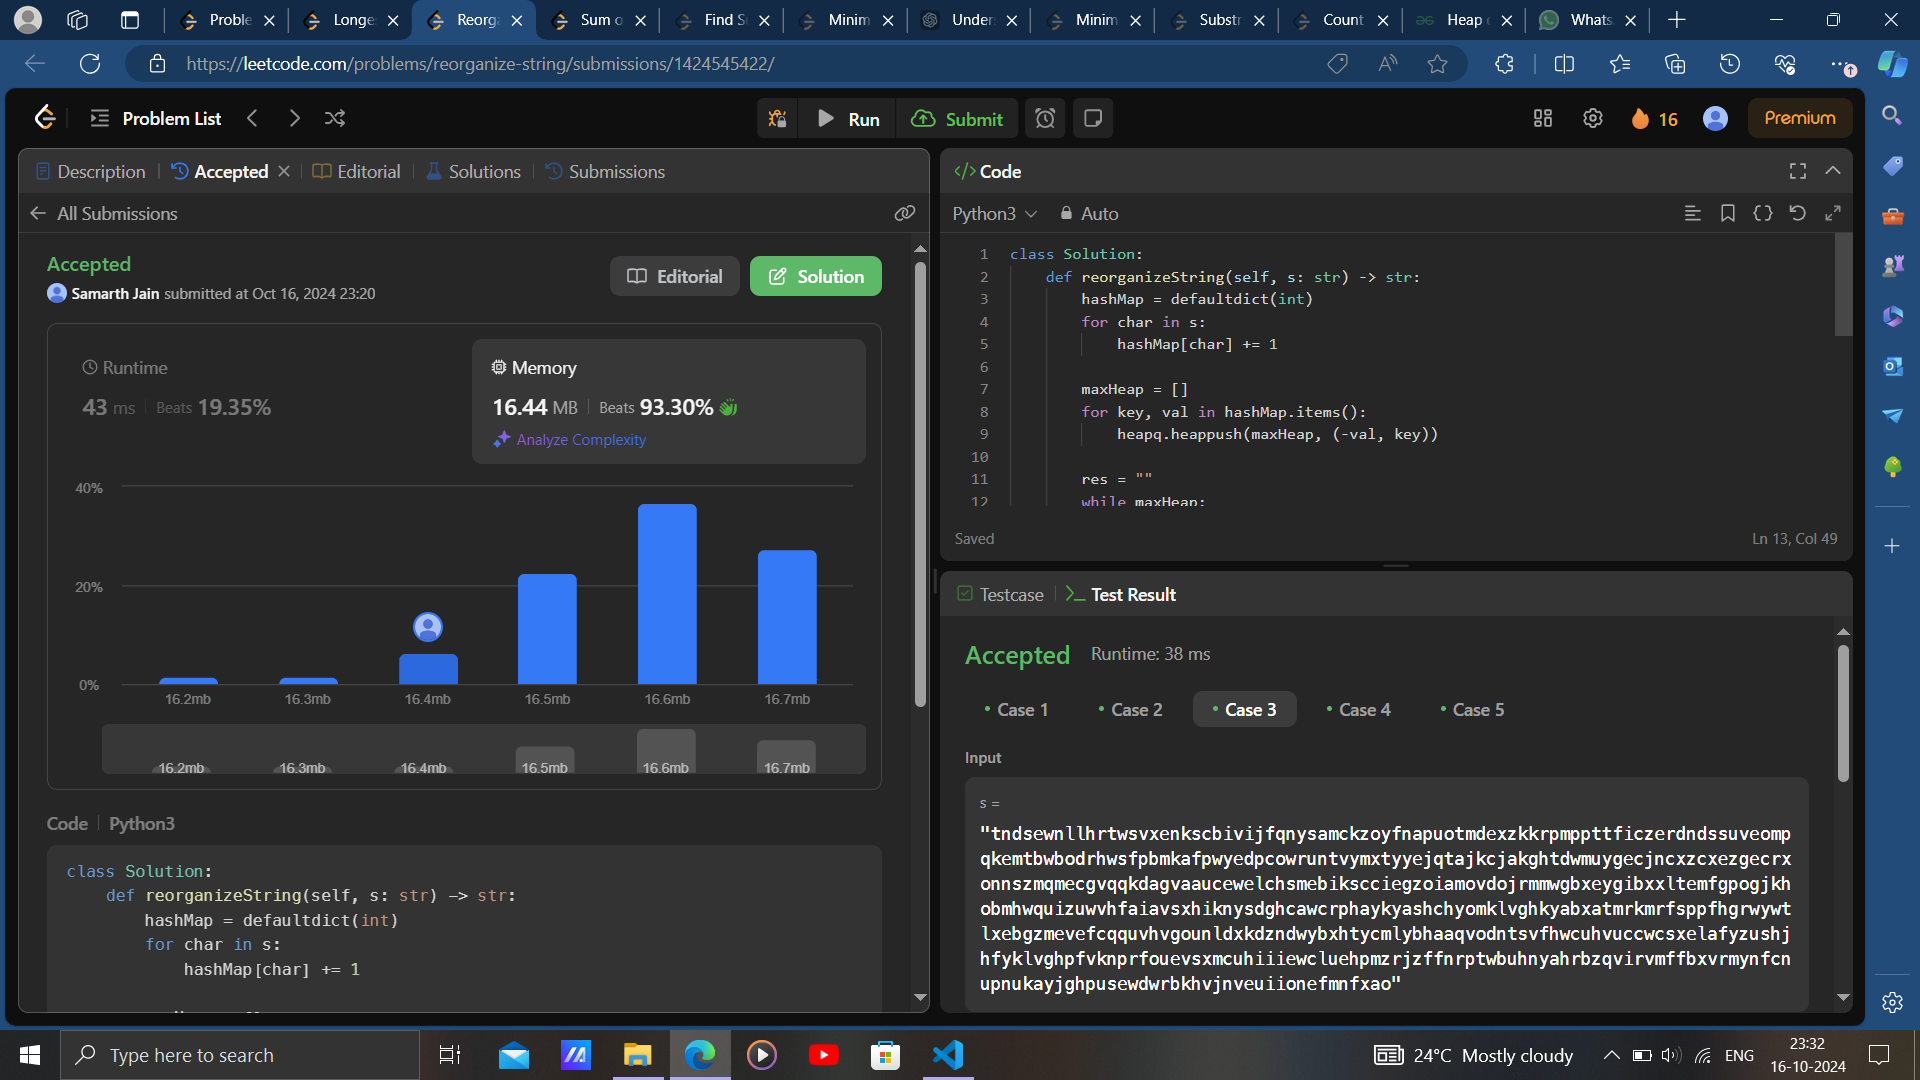 Proble
Longe
Reorg
Sum o
Find S
Minim
Under
Minim
Substr
Count
Heap
Whats
https://leetcode.com/problems/reorganize-string/submissions/1424545422/
Problem List
Run
Submit
16
Premium
Description
Accepted
Editorial
Solutions
Submissions
All Submissions
Accepted
Samarth Jain submitted at Oct 16, 2024 23:20
Editorial
Solution
Runtime
43 ms Beats 19.35%
Memory
16.44 MB Beats 93.30%
Analyze Complexity
40%
20%
0%
16.2mb 16.3mb 16.4mb 16.5mb 16.6mb 16.7mb
16.2mb 16.3mb 16.4mb 16.5mb 16.6mb 16.7mb
Code Python3
class Solution:
def reorganizeString(self, s: str) -> str:
hashMap = defaultdict(int)
for char in s:
hashMap[char] += 1
</> Code
Python3 Auto
1 class Solution:
2 def reorganizeString(self, s: str) -> str:
3 hashMap = defaultdict(int)
4 for char in s:
5 hashMap[char] += 1
6
7 maxHeap = []
8 for key, val in hashMap.items():
9 heapq.heappush(maxHeap, (-val, key))
10
11 res = ""
12 while maxHeap:
Saved
Ln 13, Col 49
Testcase
Test Result
Accepted Runtime: 38 ms
Case 1 Case 2 Case 3 Case 4 Case 5
Input
s =
"tndsewnllhrtwsvxenkscbivijfqnysamckzoyfnapuotmdexzkkrpmppttficzerdndssuveomp
qkemtbwbodrhwsfpbmkafpwyedpcowruntvymxtyyejqtajkcjakghtdwmuygecjncxzcxezgecrx
onnszmqmecgvqqkdagvaaucewelchsmebikscciegzoiamovdojrmmwgbxeygibxxltemfgpogjkh
obmhwquizuwvhfaiavsxhiknysdghcawcrphaykyashchyomklvghkyabxatmrkmrfsppfhgrwywt
lxebgzmevefcqquvhvgounldxkdzndwybxhtycmlybhaaqvodntsvfhwcuhvuccwcsxelafyzushj
hfyklvghpfvknprfouevsxmcuhiiiewcluehpmzrjzffnrptwbuhnyahrbzqvirvmffbxvrmynfcn
upnukayjghpusewdwrbkhvjnveuiionefmnfxao"
Type here to search
24°C Mostly cloudy
ENG
23:32
16-10-2024